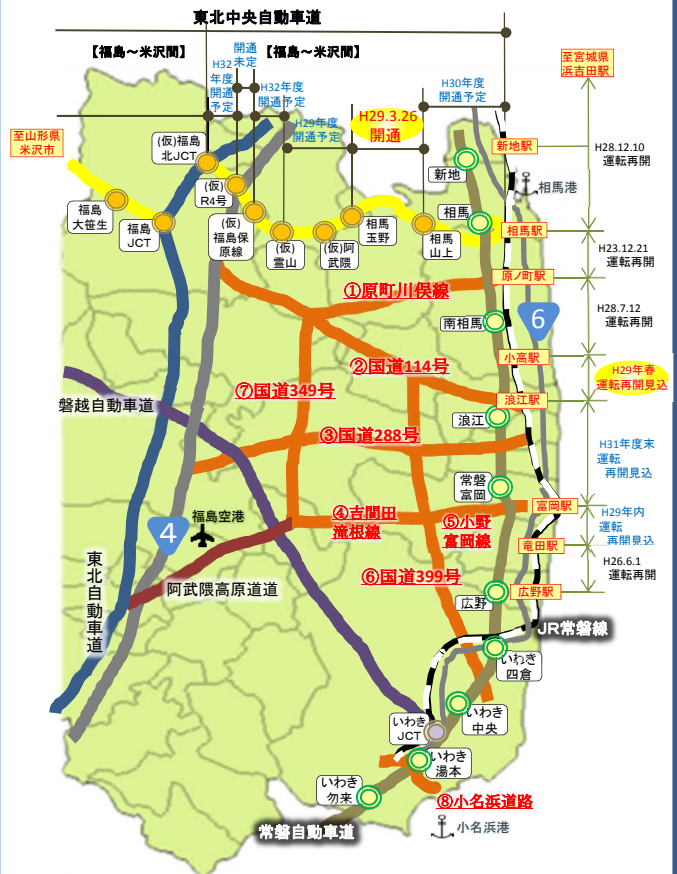 東北中央自動車道
【福島～米沢間】
【福島～米沢間】
開通
未定
H32
年度
開通
予定
H32年度
開通予定
H29年度
開通予定
H29.3.26
開通
H30年度
開通予定
至宮城県
浜吉田駅
至山形県
米沢市
(仮)福島
北JCT
(仮)
R4号
新地駅
H28.12.10
運転再開
新地
相馬港
福島
大笹生
福島
JCT
(仮)
福島保
原線
(仮)
霊山
(仮)阿
武隈
相馬
玉野
相馬
山上
相馬
相馬駅
H23.12.21
運転再開
原ノ町駅
①原町川俣線
南相馬
6
H28.7.12
運転再開
小高駅
②国道114号
H29年春
運転再開見込
⑦国道349号
浪江駅
磐越自動車道
浪江
③国道288号
H31年度末
運転
再開見込
常磐
富岡
富岡駅
④吉間田
滝根線
⑤小野
富岡線
福島空港
4
H29年内
運転
再開見込
竜田駅
H26.6.1
運転再開
東北自動車道
⑥国道399号
阿武隈高原道道
広野
広野駅
JR常磐線
いわき
四倉
いわき
中央
いわき
JCT
いわき
湯本
いわき
勿来
⑧小名浜道路
常磐自動車道
小名浜港